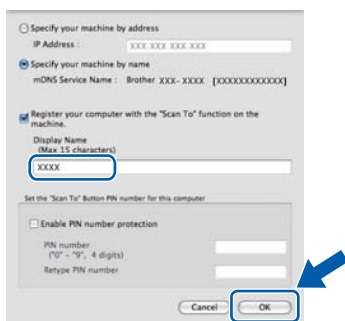 Specify your machine by address
IP Address : XXX XXX XXX XXX
Specify your machine by name
mDNS Service Name : Brother XXX- XXXX [XXXXXXXXXXXX]
Register your computer with the "Scan To" function on the
machine.
Display Name
(Max 15 characters)
XXXX
Set the "Scan To" Button PIN number for this computer
Enable PIN number protection
PIN number
("0" - "9", 4 digits)
Retype PIN number
Cancel OK